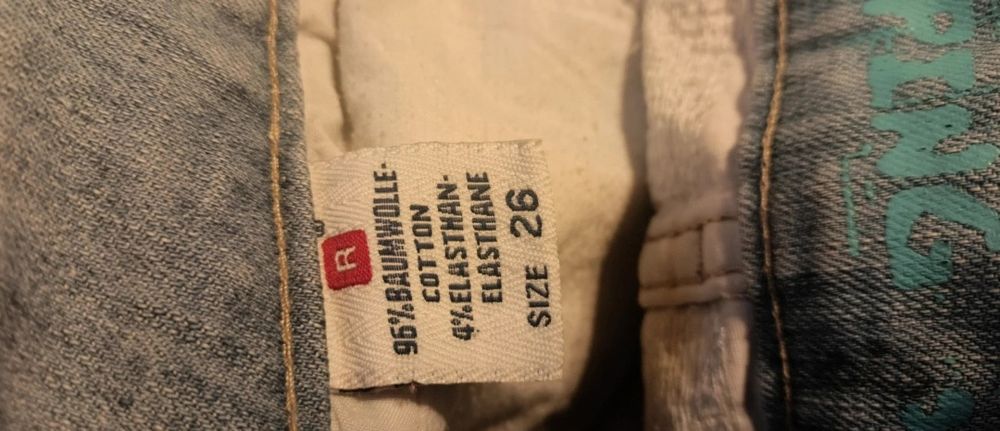 R
96%BAUMWOLLE-
COTTON
4%ELASTHAN-
ELASTHANE
SIZE 26